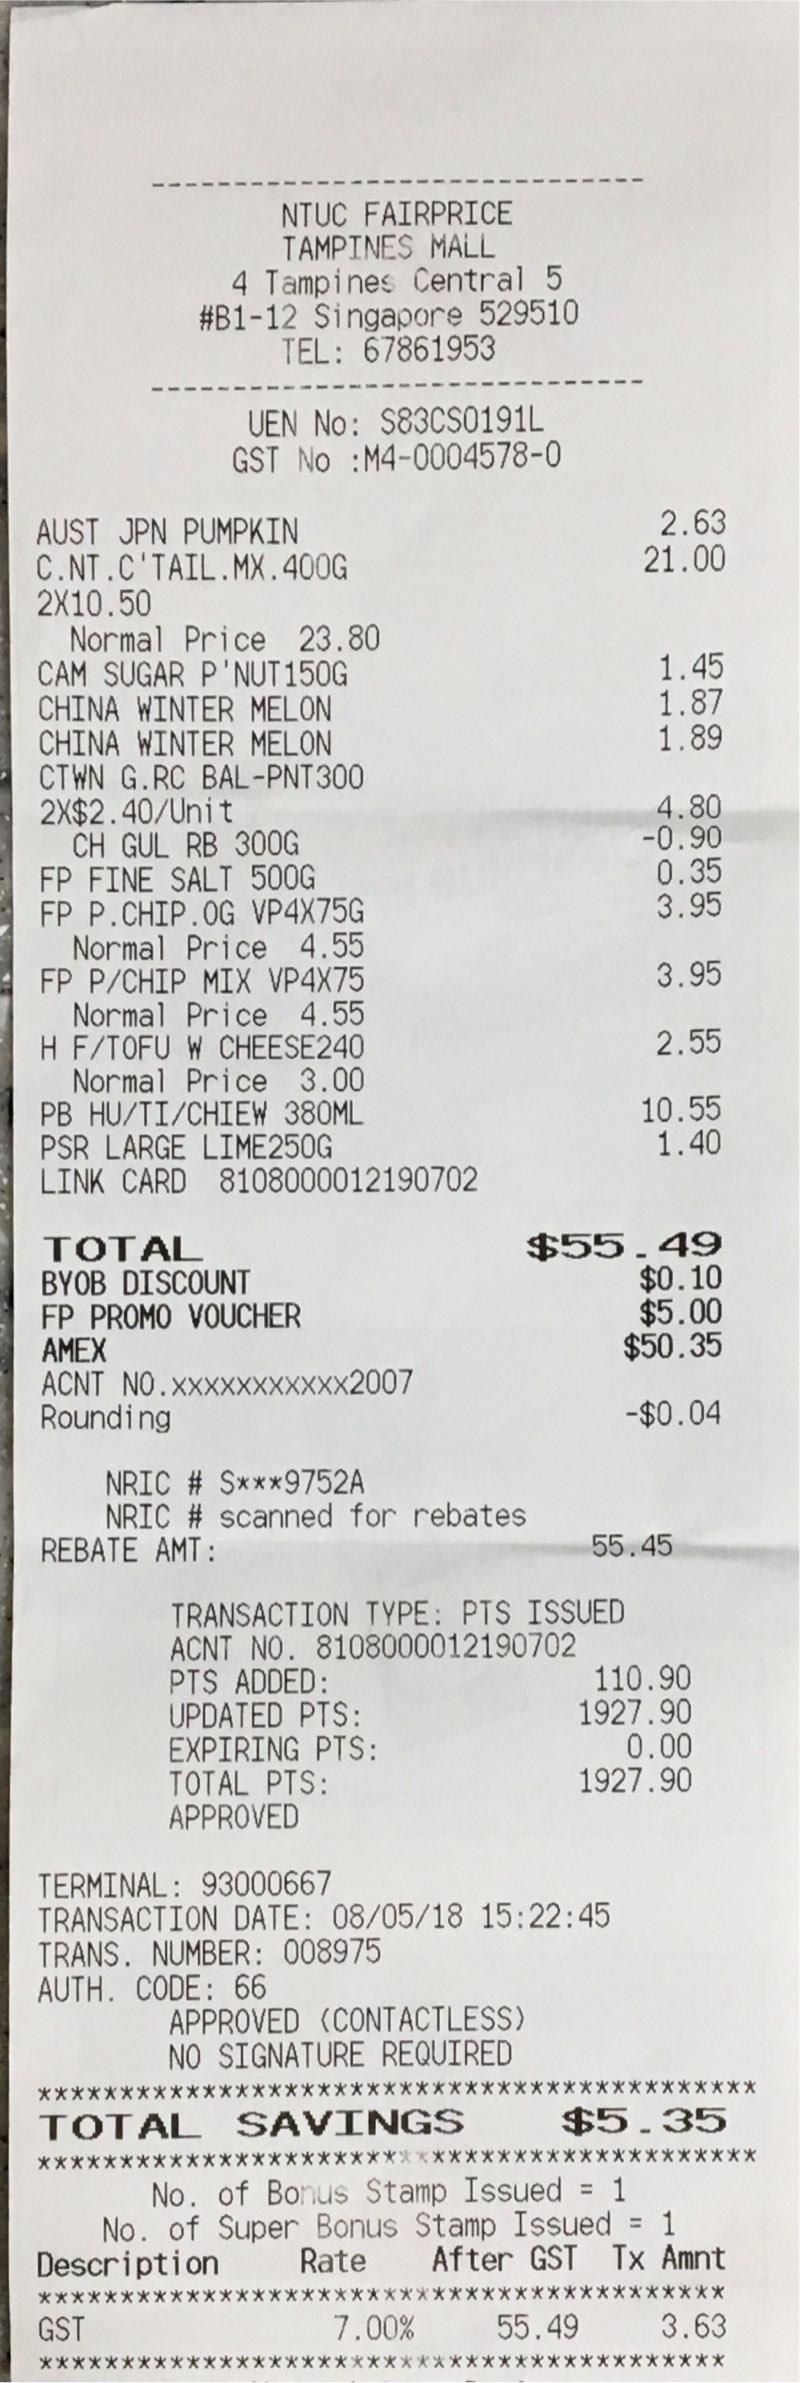 ------------------------------
NTUC FAIRPRICE
TAMPINES MALL
4 Tampines Central 5
#B1-12 Singapore 529510
TEL: 67861953
------------------------------
UEN No: S83CS0191L
GST No :M4-0004578-0
AUST JPN PUMPKIN 2.63
C.NT.C'TAIL.MX.400G 21.00
2X10.50
Normal Price 23.80
CAM SUGAR P'NUT150G 1.45
CHINA WINTER MELON 1.87
CHINA WINTER MELON 1.89
CTWN G.RC BAL-PNT300
2X$2.40/Unit 4.80
CH GUL RB 300G -0.90
FP FINE SALT 500G 0.35
FP P.CHIP.OG VP4X75G 3.95
Normal Price 4.55
FP P/CHIP MIX VP4X75 3.95
Normal Price 4.55
H F/TOFU W CHEESE240 2.55
Normal Price 3.00
PB HU/TI/CHIEW 380ML 10.55
PSR LARGE LIME250G 1.40
LINK CARD 8108000012190702
TOTAL $55.49
BYOB DISCOUNT $0.10
FP PROMO VOUCHER $5.00
AMEX $50.35
ACNT NO.xxxxxxxxxxx2007
Rounding -$0.04
NRIC # S***9752A
NRIC # scanned for rebates
REBATE AMT: 55.45
TRANSACTION TYPE: PTS ISSUED
ACNT NO. 8108000012190702
PTS ADDED: 110.90
UPDATED PTS: 1927.90
EXPIRING PTS: 0.00
TOTAL PTS: 1927.90
APPROVED
TERMINAL: 93000667
TRANSACTION DATE: 08/05/18 15:22:45
TRANS. NUMBER: 008975
AUTH. CODE: 66
APPROVED (CONTACTLESS)
NO SIGNATURE REQUIRED
********************************************
TOTAL SAVINGS $5.35
********************************************
No. of Bonus Stamp Issued = 1
No. of Super Bonus Stamp Issued = 1
Description Rate After GST Tx Amnt
******************************************
GST 7.00% 55.49 3.63
******************************************